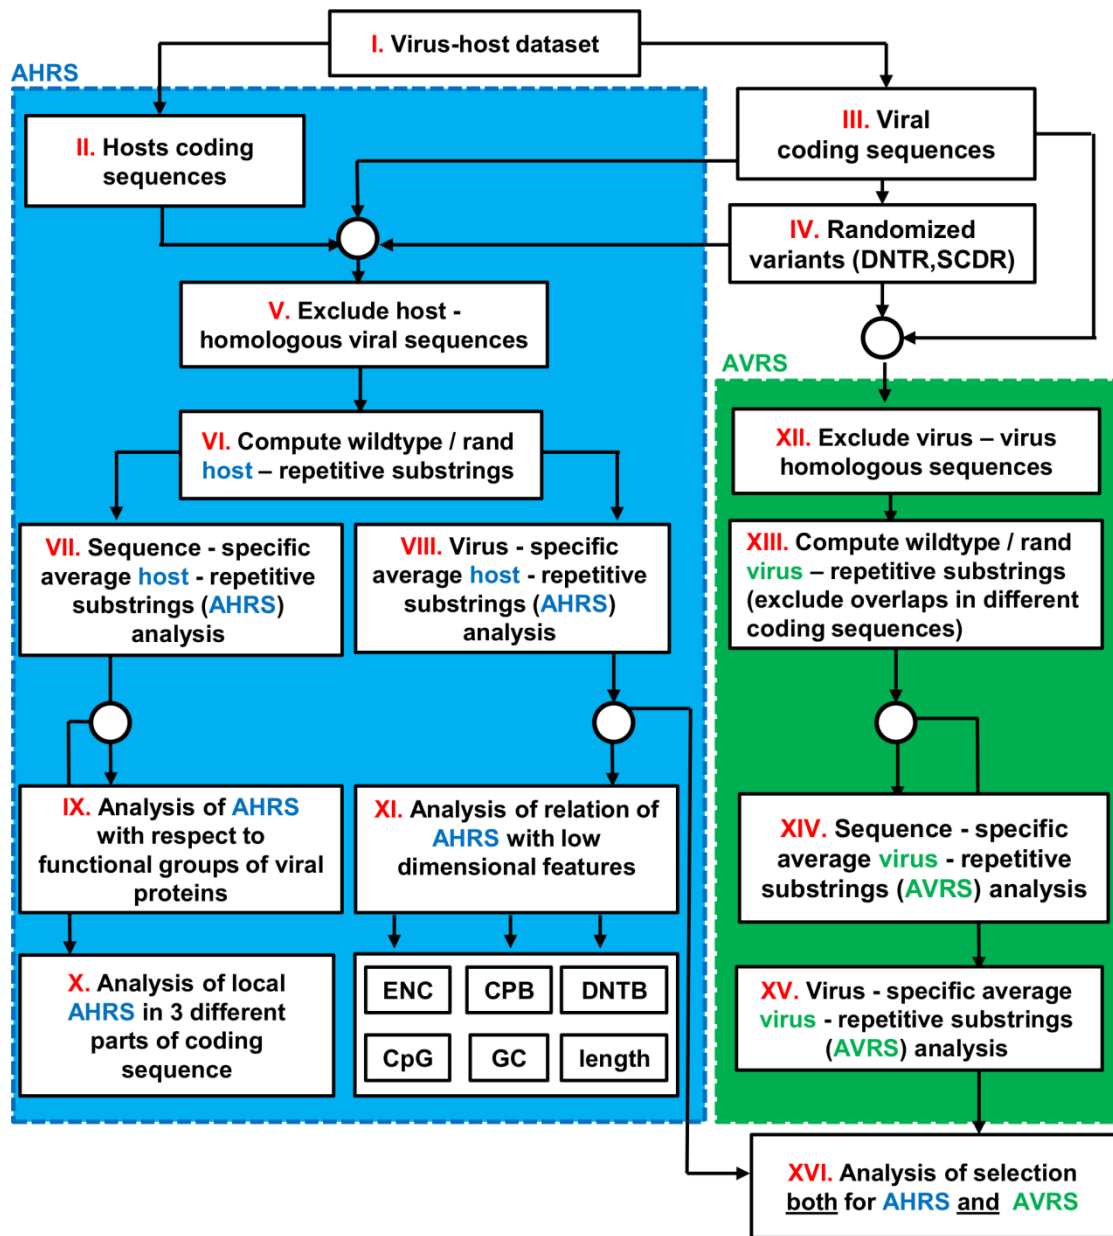 I. Virus-host dataset
AHRS
II. Hosts coding
sequences
III. Viral
coding sequences
IV. Randomized
variants (DNTR,SCDR)
V. Exclude host -
homologous viral sequences
AVRS
VI. Compute wildtype / rand
host – repetitive substrings
XII. Exclude virus – virus
homologous sequences
VII. Sequence - specific
average host - repetitive
substrings (AHRS)
analysis
VIII. Virus - specific
average host - repetitive
substrings (AHRS)
analysis
XIII. Compute wildtype / rand
virus – repetitive substrings
(exclude overlaps in different
coding sequences)
IX. Analysis of AHRS
with respect to
functional groups of viral
proteins
XI. Analysis of relation of
AHRS with low
dimensional features
XIV. Sequence - specific
average virus - repetitive
substrings (AVRS) analysis
X. Analysis of local
AHRS in 3 different
parts of coding
sequence
ENC CPB DNTB
CpG GC length
XV. Virus - specific average
virus - repetitive substrings
(AVRS) analysis
XVI. Analysis of selection
both for AHRS and AVRS